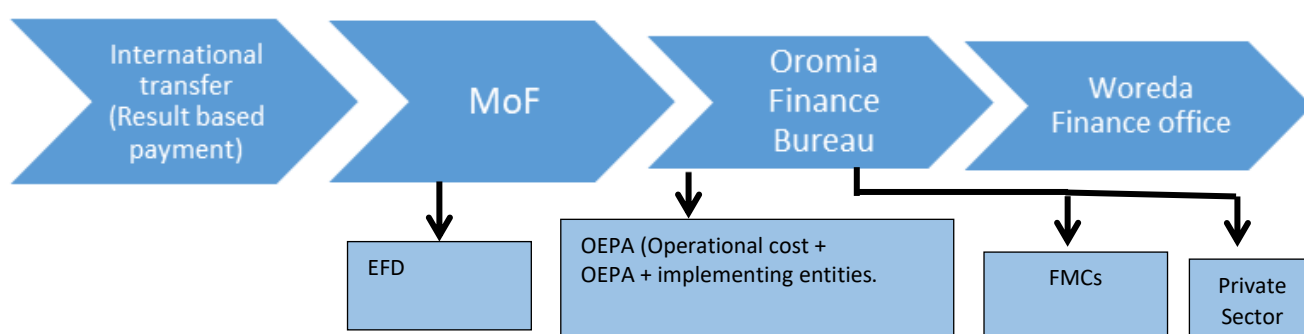 International
transfer
(Result based
payment)
MoF
Oromia
Finance
Bureau
Woreda
Finance office
EFD
OEPA (Operational cost +
OEPA + implementing entities.
FMCs
Private
Sector